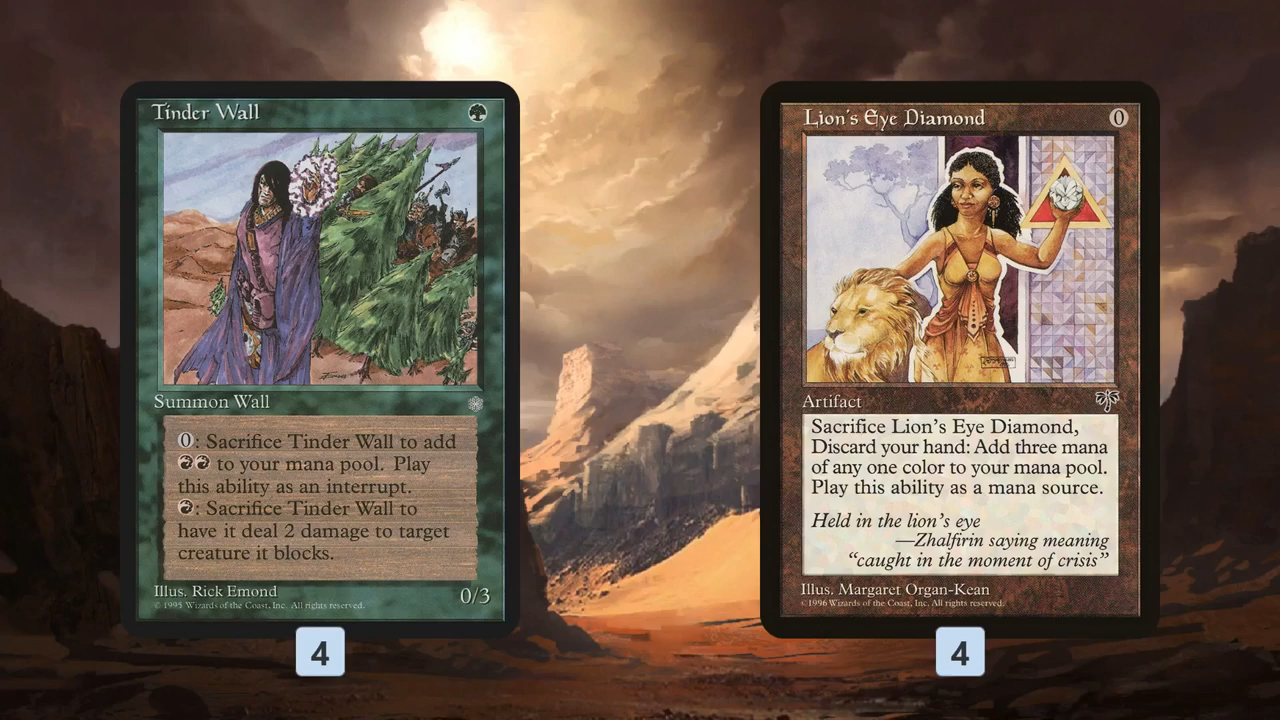 Tinder Wall
Summon Wall
0: Sacrifice Tinder Wall to add
to your mana pool. Play
this ability as an interrupt.
: Sacrifice Tinder Wall to
have it deal 2 damage to target
creature it blocks.
Illus. Rick Emond
© 1995 Wizards of the Coast, Inc. All rights reserved.
0/3
4
Lion's Eye Diamond
0
Artifact
Sacrifice Lion's Eye Diamond,
Discard your hand: Add three mana
of any one color to your mana pool.
Play this ability as a mana source.
Held in the lion's eye
—Zhalfirin saying meaning
“caught in the moment of crisis”
Illus. Margaret Organ-Kean
©1996 Wizards of the Coast, Inc. All rights reserved.
4